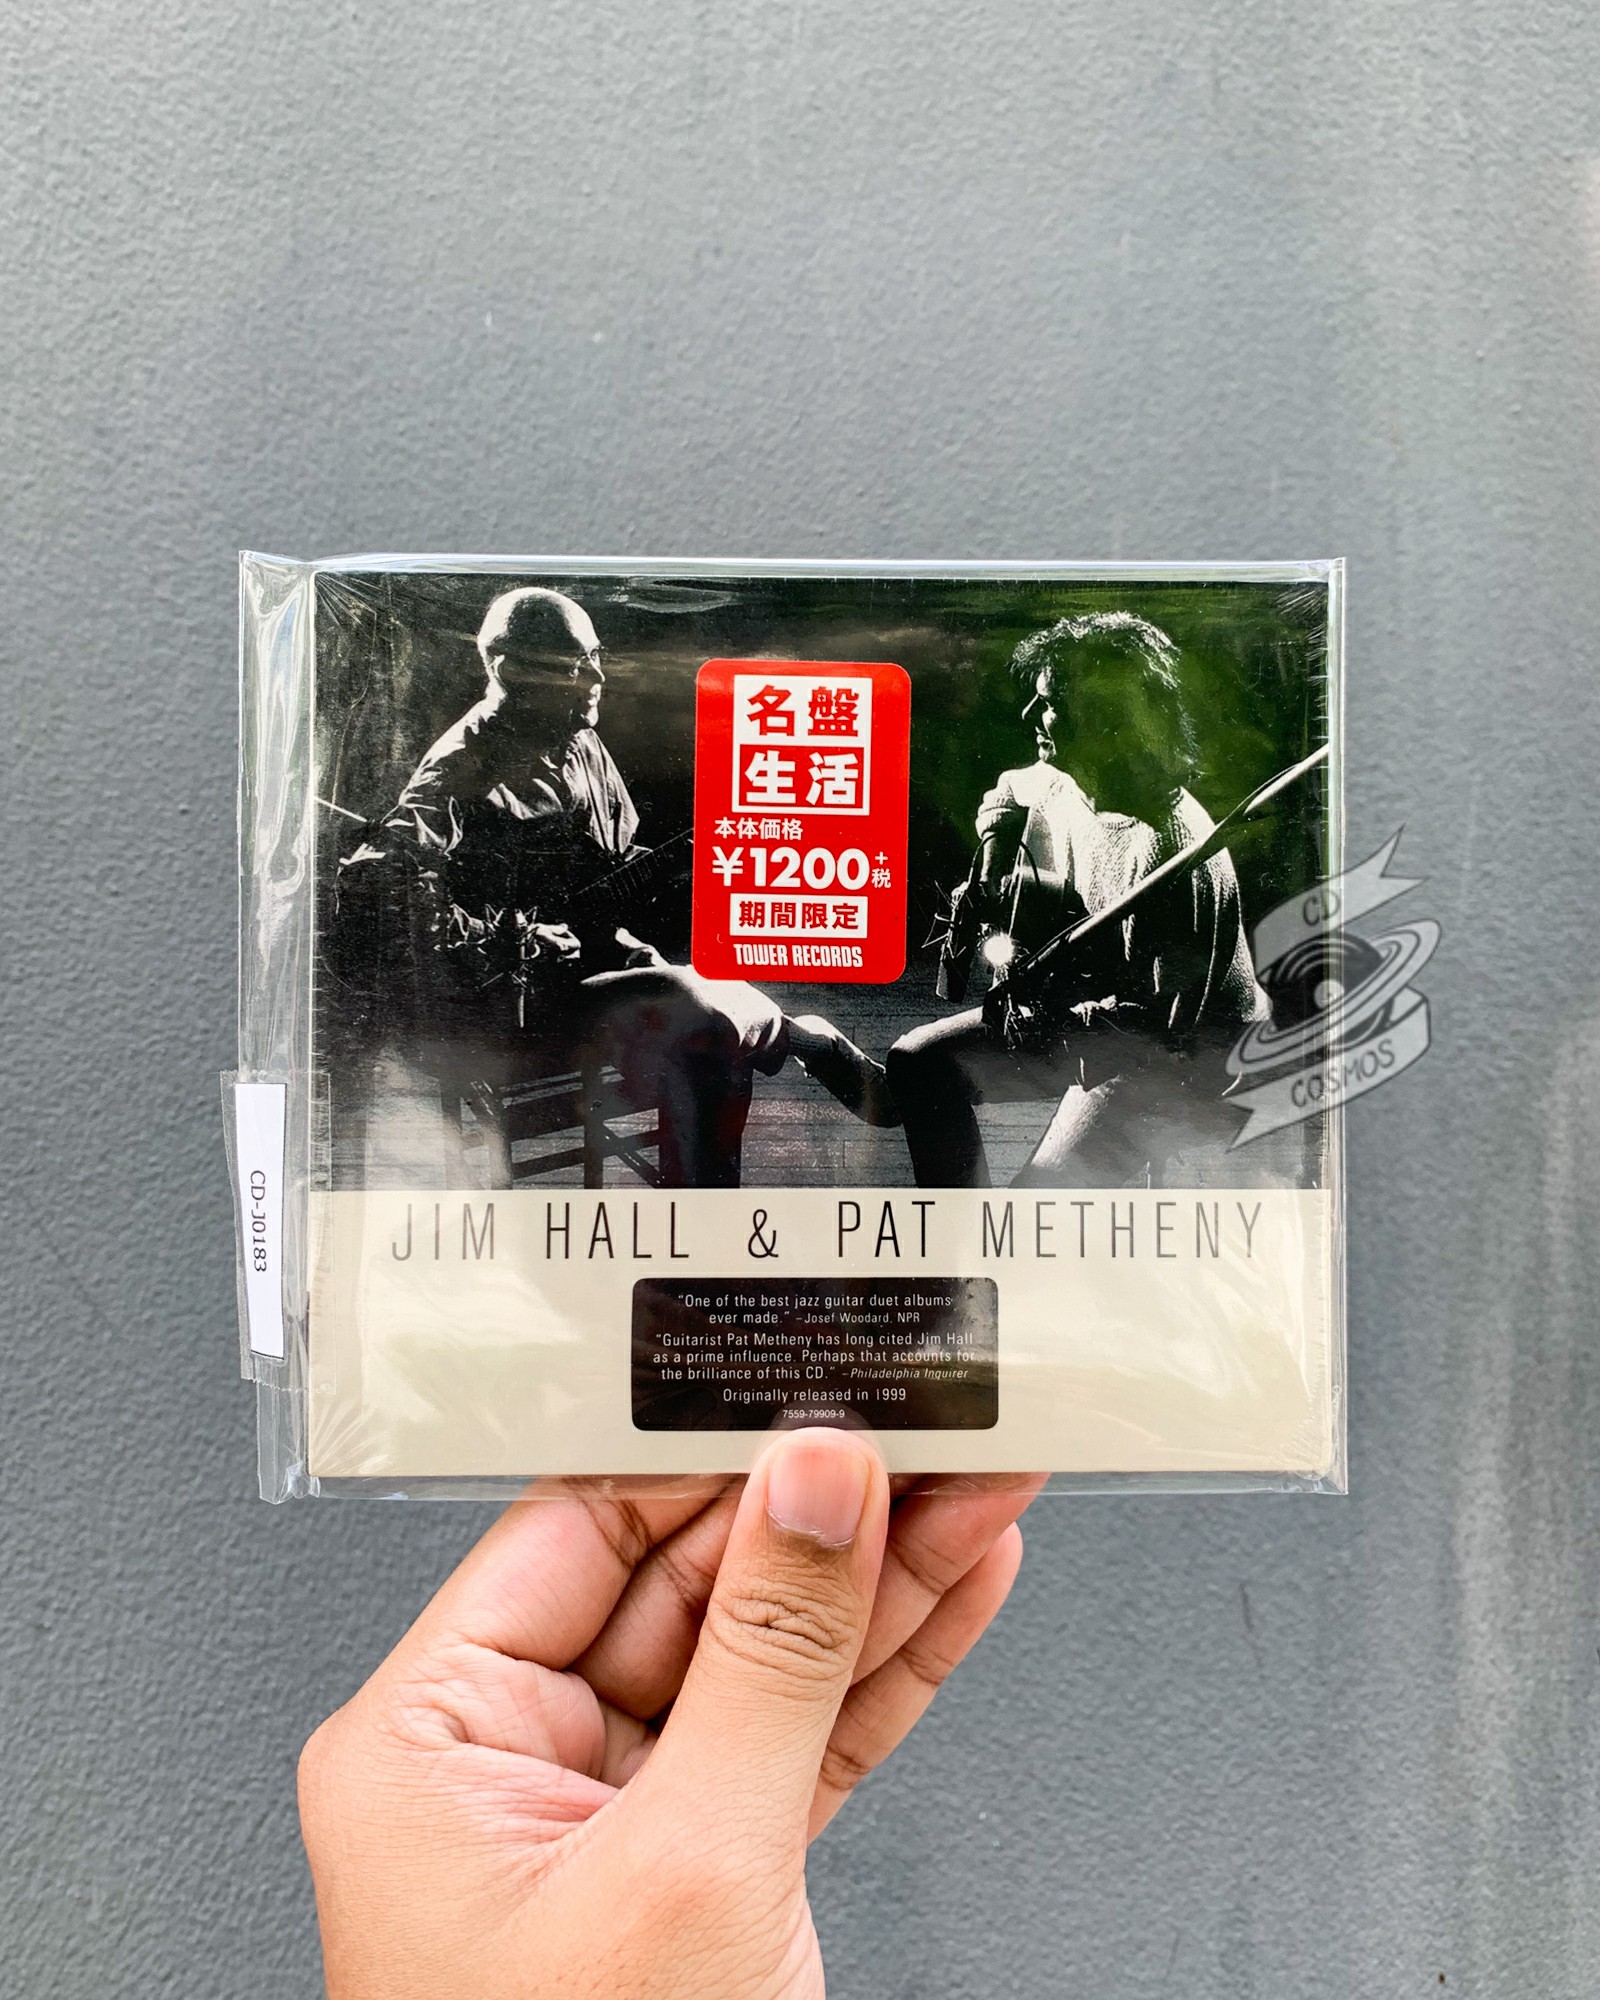 名盤
生活
本体価格
¥1200+税
期間限定
TOWER RECORDS
CD
COSMOS
CD-J0183
JIM HALL & PAT METHENY
"One of the best jazz guitar duet albums
ever made." –Josef Woodard, NPR
"Guitarist Pat Metheny has long cited Jim Hall
as a prime influence. Perhaps that accounts for
the brilliance of this CD." –Philadelphia Inquirer
Originally released in 1999
7559-79909-9